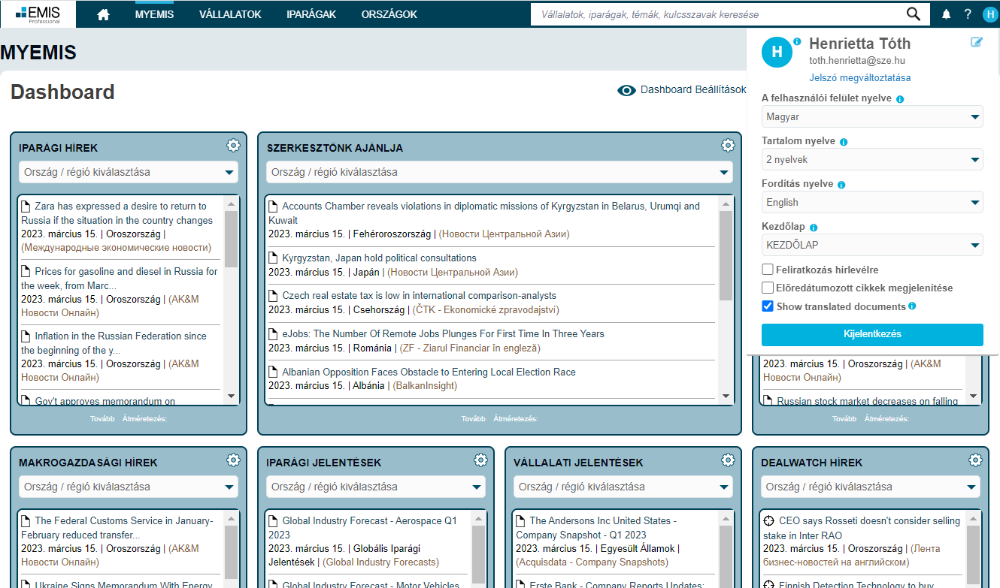 EMIS
Professional
MYEMIS
VÁLLALATOK
IPARÁGAK
ORSZÁGOK
Vállalatok, iparágak, témák, kulcsszavak keresése
?
H
MYEMIS
Dashboard
Dashboard Beállítások
H
Henrietta Tóth
toth.henrietta@sze.hu
Jelszó megváltoztatása
A felhasználói felület nyelve
Magyar
Tartalom nyelve
2 nyelvek
Fordítás nyelve
English
Kezdőlap
KEZDŐLAP
Feliratkozás hírlevélre
Előredátumozott cikkek megjelenítése
Show translated documents
Kijelentkezés
IPARÁGI HÍREK
Ország / régió kiválasztása
Zara has expressed a desire to return to
Russia if the situation in the country changes
2023. március 15. | Oroszország |
(Международные экономические новости)
Prices for gasoline and diesel in Russia for
the week, from Marc...
2023. március 15. | Oroszország | (AK&M
Новости Онлайн)
Inflation in the Russian Federation since
the beginning of the y...
2023. március 15. | Oroszország | (AK&M
Новости Онлайн)
Gov't approves memorandum on
Tovább Átméretezés:
SZERKESZTŐNK AJÁNLJA
Ország / régió kiválasztása
Accounts Chamber reveals violations in diplomatic missions of Kyrgyzstan in Belarus, Urumqi and
Kuwait
2023. március 15. | Fehéroroszország | (Новости Центральной Азии)
Kyrgyzstan, Japan hold political consultations
2023. március 15. | Japán | (Новости Центральной Азии)
Czech real estate tax is low in international comparison-analysts
2023. március 15. | Csehország | (ČTK - Ekonomické zpravodajství)
eJobs: The Number Of Remote Jobs Plunges For First Time In Three Years
2023. március 15. | Románia | (ZF - Ziarul Financiar în engleză)
Albanian Opposition Faces Obstacle to Entering Local Election Race
2023. március 15. | Albánia | (BalkanInsight)
Tovább Átméretezés:
2023. március 15. | Oroszország | (AK&M
Новости Онлайн)
Russian stock market decreases on falling
Tovább Átméretezés:
MAKROGAZDASÁGI HÍREK
Ország / régió kiválasztása
The Federal Customs Service in January-
February reduced transfer...
2023. március 15. | Oroszország | (AK&M
Новости Онлайн)
Ukraine Signs Memorandum With Energy
IPARÁGI JELENTÉSEK
Ország / régió kiválasztása
Global Industry Forecast - Aerospace Q1
2023
2023. március 15. | Globális Iparági
Jelentések | (Global Industry Forecasts)
Global Industry Forecast - Motor Vehicles
VÁLLALATI JELENTÉSEK
Ország / régió kiválasztása
The Andersons Inc United States -
Company Snapshot - Q1 2023
2023. március 15. | Egyesült Államok |
(Acquisdata - Company Snapshots)
Erste Bank - Company Reports Updates:
DEALWATCH HÍREK
Ország / régió kiválasztása
CEO says Rosseti doesn't consider selling
stake in Inter RAO
2023. március 15. | Oroszország | (Лента
бизнес-новостей на английском)
Finnish Detection Technology to buy